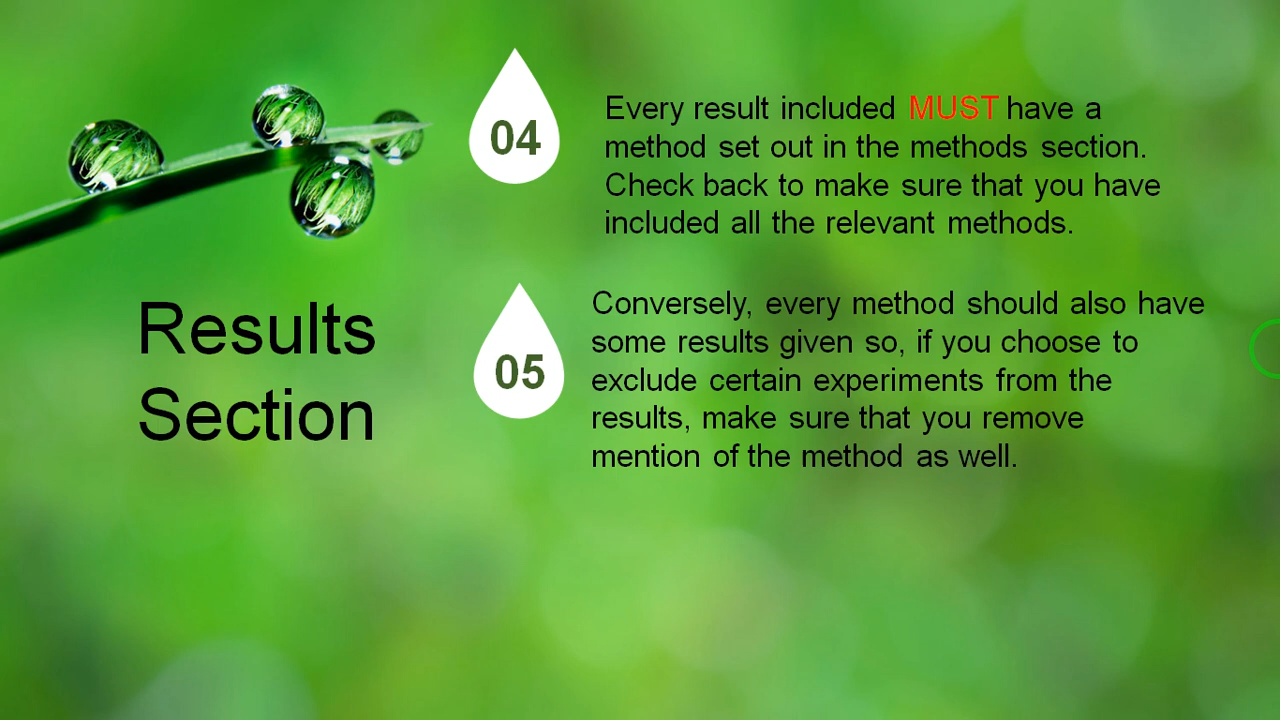 04
Every result included MUST have a
method set out in the methods section.
Check back to make sure that you have
included all the relevant methods.
Results
Section
05
Conversely, every method should also have
some results given so, if you choose to
exclude certain experiments from the
results, make sure that you remove
mention of the method as well.